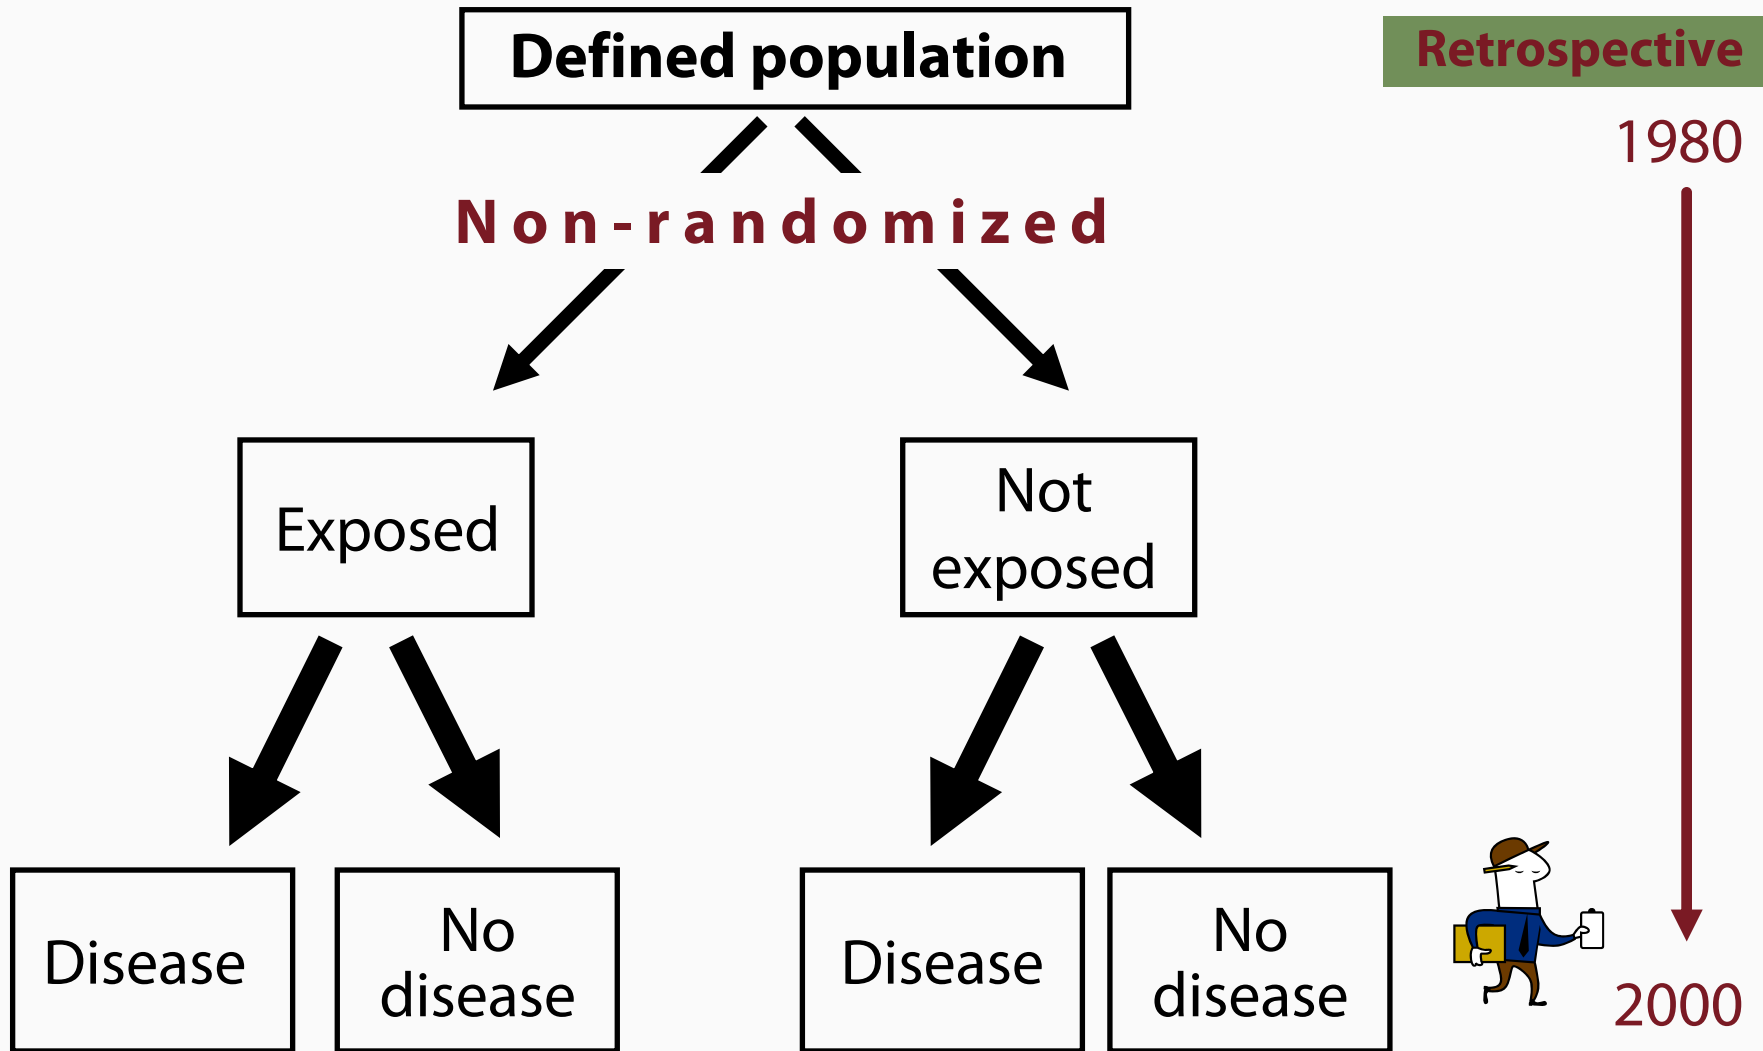 Defined population
Retrospective
1980
Non-randomized
Exposed
Not
exposed
Disease
No
disease
Disease
No
disease
2000